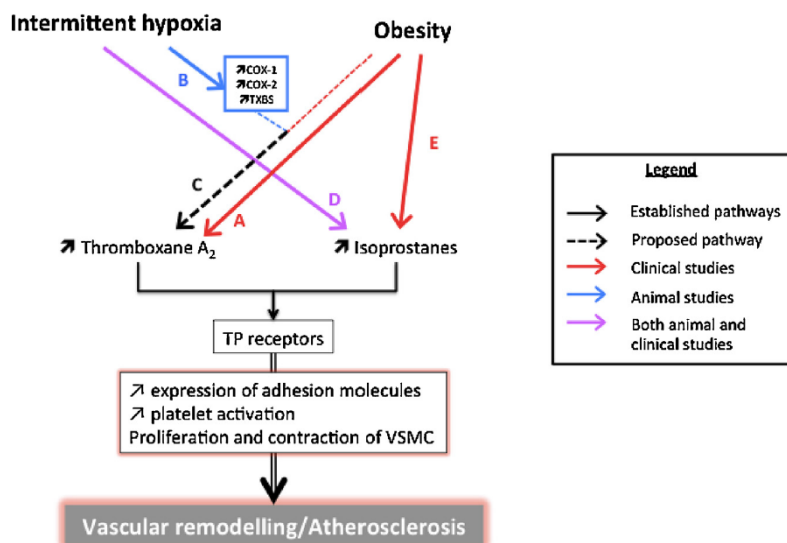 Intermittent hypoxia
Obesity
B
↗COX-1
↗COX-2
↗TXBS
E
C
D
A
↗ Thromboxane A₂
↗ Isoprostanes
TP receptors
↗ expression of adhesion molecules
↗ platelet activation
Proliferation and contraction of VSMC
Vascular remodelling/Atherosclerosis
Legend
Established pathways
Proposed pathway
Clinical studies
Animal studies
Both animal and
clinical studies